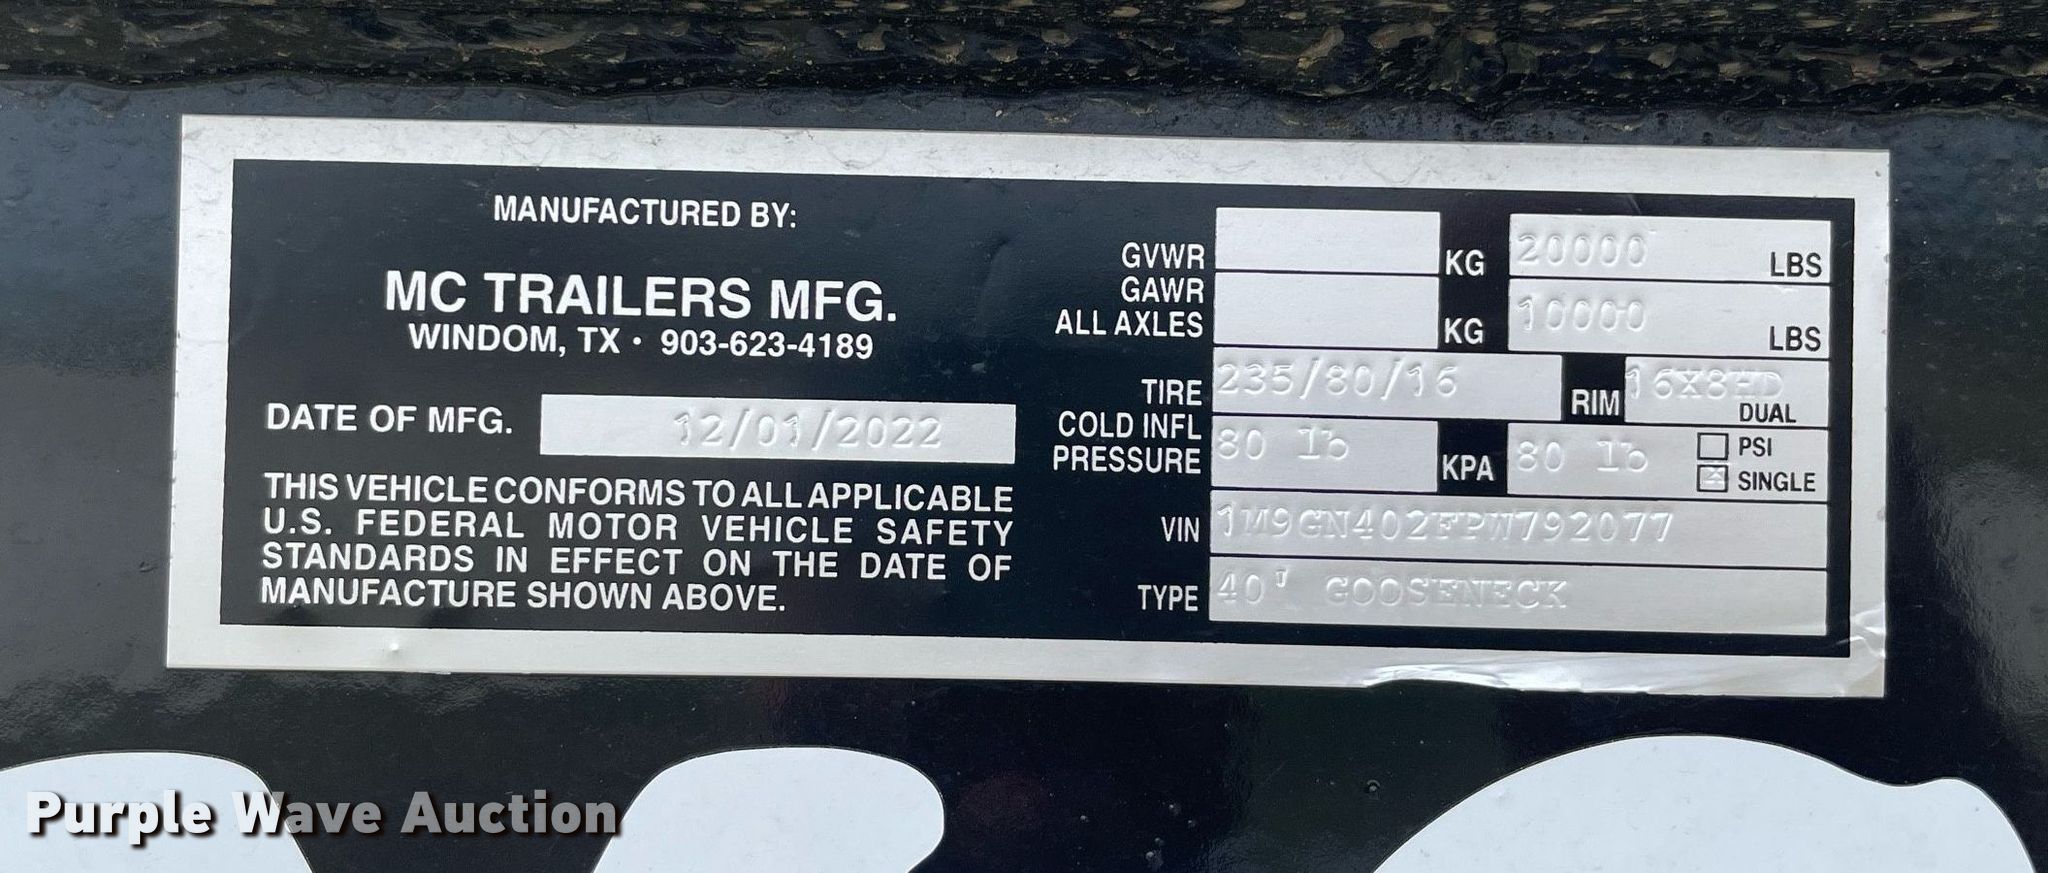 MANUFACTURED BY:
MC TRAILERS MFG.
WINDOM, TX • 903-623-4189
DATE OF MFG. 12/01/2022
THIS VEHICLE CONFORMS TO ALL APPLICABLE
U.S. FEDERAL MOTOR VEHICLE SAFETY
STANDARDS IN EFFECT ON THE DATE OF
MANUFACTURE SHOWN ABOVE.
GVWR KG 20000 LBS
GAWR
ALL AXLES KG 10000 LBS
TIRE 235/80/16 RIM 16X8HD
DUAL
COLD INFL
PRESSURE 80 lb KPA 80 lb PSI
SINGLE
VIN 1M9GN402FPW792077
TYPE 40' GOOSENECK
Purple Wave Auction